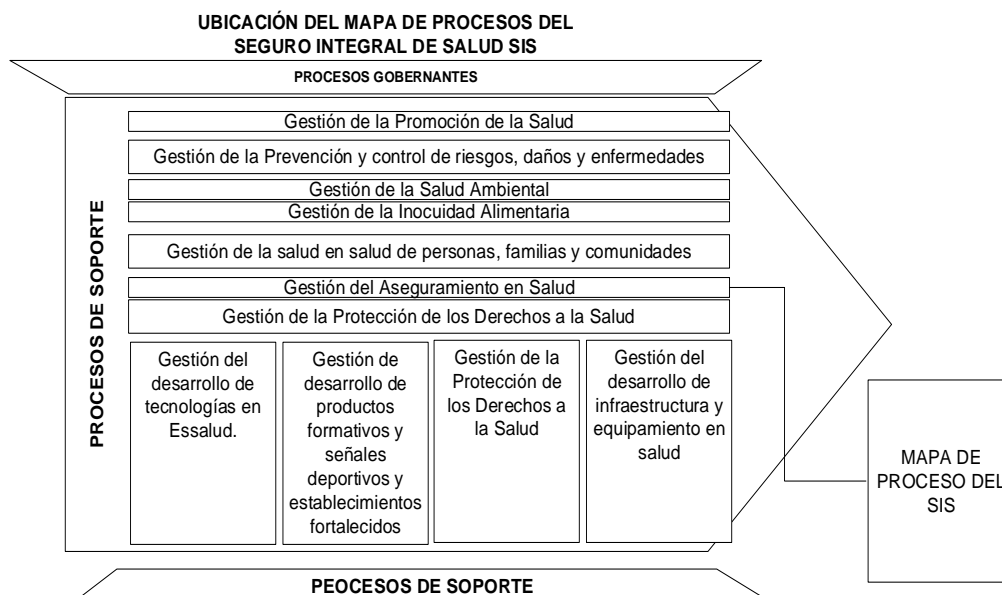 UBICACIÓN DEL MAPA DE PROCESOS DEL
SEGURO INTEGRAL DE SALUD SIS
PROCESOS GOBERNANTES
PROCESOS DE SOPORTE
Gestión de la Promoción de la Salud
Gestión de la Prevención y control de riesgos, daños y enfermedades
Gestión de la Salud Ambiental
Gestión de la Inocuidad Alimentaria
Gestión de la salud en salud de personas, familias y comunidades
Gestión del Aseguramiento en Salud
Gestión de la Protección de los Derechos a la Salud
Gestión del
desarrollo de
tecnologías en
Essalud.
Gestión de
desarrollo de
productos
formativos y
señales
deportivos y
establecimientos
fortalecidos
Gestión de la
Protección de
los Derechos a
la Salud
Gestión del
desarrollo de
infraestructura y
equipamiento en
salud
MAPA DE
PROCESO DEL
SIS
PEOCESOS DE SOPORTE